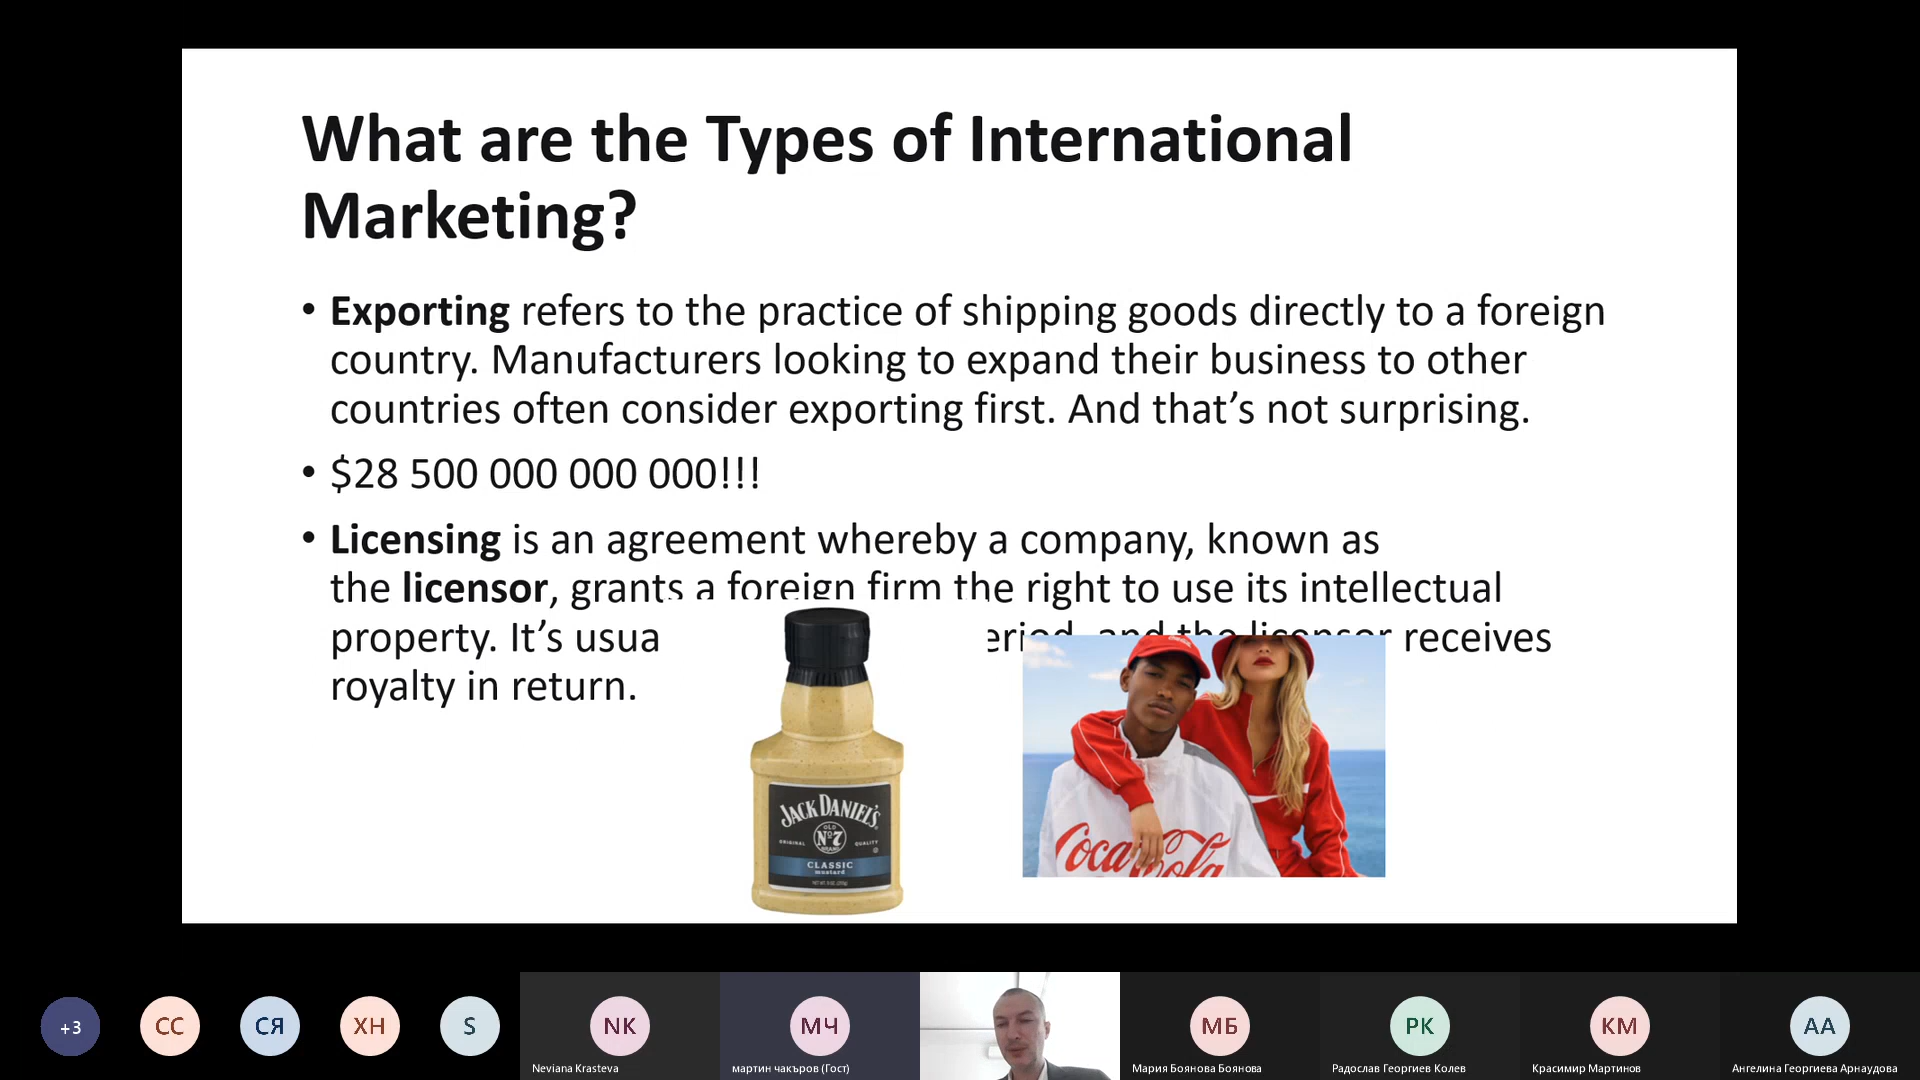 What are the Types of International
Marketing?
• Exporting refers to the practice of shipping goods directly to a foreign
country. Manufacturers looking to expand their business to other
countries often consider exporting first. And that’s not surprising.
• $28 500 000 000 000!!!
• Licensing is an agreement whereby a company, known as
the licensor, grants a foreign firm the right to use its intellectual
property. It’s usua and the licensor receives
royalty in return.
JACK DANIEL'S
OLD
Nº7
BRAND
ORIGINAL QUALITY
CLASSIC
mustard
Coca-Cola
+3
СС
СЯ
ХН
S
NK
МЧ
МБ
РК
КМ
АА
Neviana Krasteva
мартин чакъров (Гост)
Мария Боянова Боянова
Радослав Георгиев Колев
Красимир Мартинов
Ангелина Георгиева Арнаудова